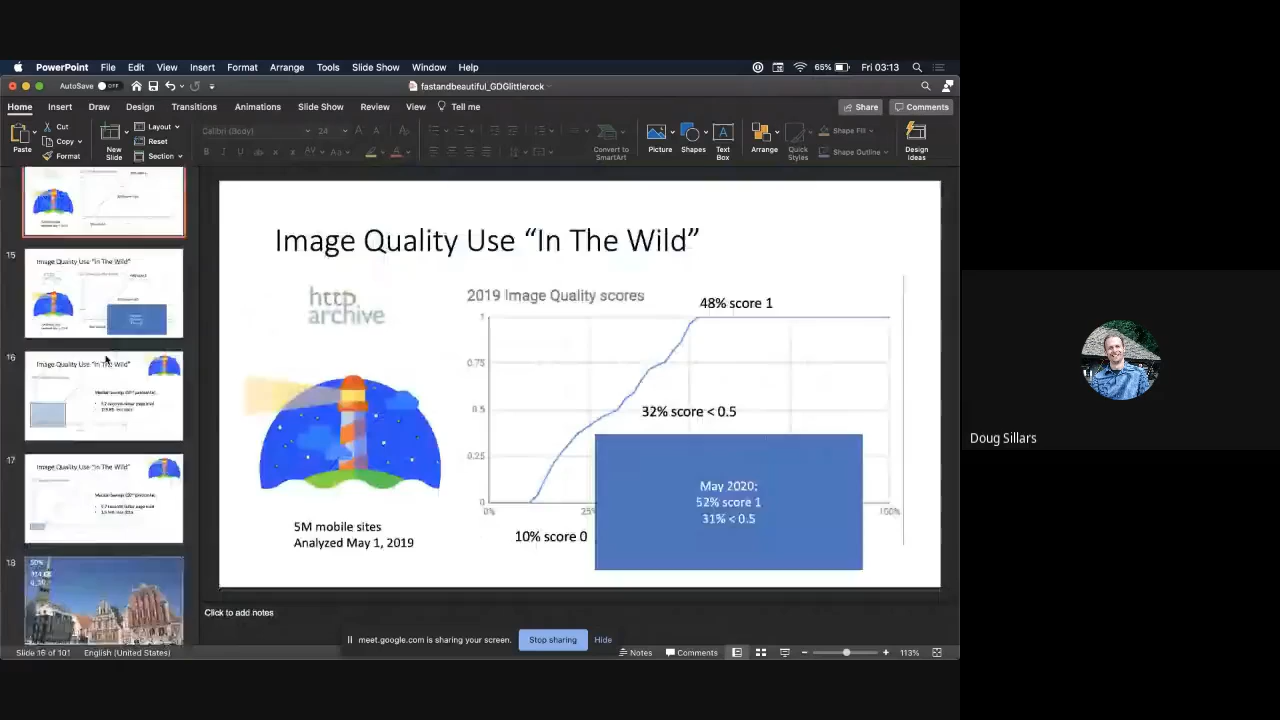 PowerPoint File Edit View Insert Format Arrange Tools Slide Show Window Help 65% Fri 03:13
AutoSave OFF fastandbeautiful_GDGlittlerock
Home Insert Draw Design Transitions Animations Slide Show Review View Tell me Share Comments
Paste Cut Copy Format New Slide Layout Reset Section Calibri (Body) 24 Convert to SmartArt Picture Shapes Text Box Arrange Quick Styles Shape Fill Shape Outline Design Ideas
15
Image Quality Use "In The Wild"
16
Image Quality Use "In The Wild"
17
Image Quality Use "In The Wild"
18
50%
Image Quality Use “In The Wild”
http archive
2019 Image Quality scores
48% score 1
1
0.75
0.5
0.25
0
32% score < 0.5
0% 25% 100%
10% score 0
May 2020;
52% score 1
31% < 0.5
5M mobile sites
Analyzed May 1, 2019
Click to add notes
meet.google.com is sharing your screen. Stop sharing Hide
Slide 16 of 101 English (United States) Notes Comments 113%
Doug Sillars